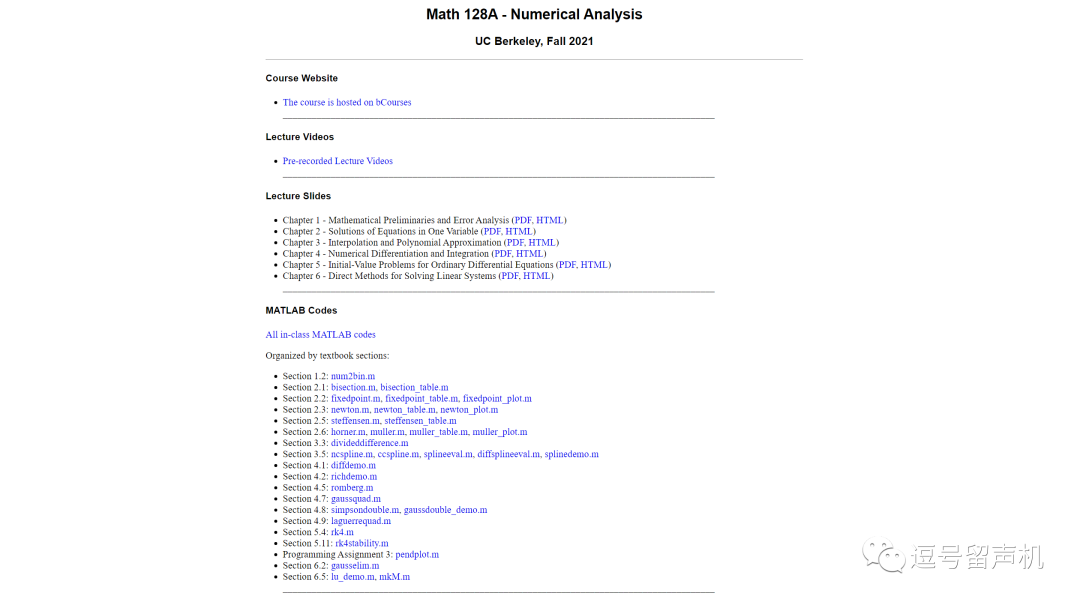 Math 128A - Numerical Analysis
UC Berkeley, Fall 2021
Course Website
The course is hosted on bCourses
Lecture Videos
Pre-recorded Lecture Videos
Lecture Slides
Chapter 1 - Mathematical Preliminaries and Error Analysis (PDF, HTML)
Chapter 2 - Solutions of Equations in One Variable (PDF, HTML)
Chapter 3 - Interpolation and Polynomial Approximation (PDF, HTML)
Chapter 4 - Numerical Differentiation and Integration (PDF, HTML)
Chapter 5 - Initial-Value Problems for Ordinary Differential Equations (PDF, HTML)
Chapter 6 - Direct Methods for Solving Linear Systems (PDF, HTML)
MATLAB Codes
All in-class MATLAB codes
Organized by textbook sections:
Section 1.2: num2bin.m
Section 2.1: bisection.m, bisection_table.m
Section 2.2: fixedpoint.m, fixedpoint_table.m, fixedpoint_plot.m
Section 2.3: newton.m, newton_table.m, newton_plot.m
Section 2.5: steffensen.m, steffensen_table.m
Section 2.6: horner.m, muller.m, muller_table.m, muller_plot.m
Section 3.3: divideddifference.m
Section 3.5: ncspline.m, ccspline.m, splineeval.m, diffsplineeval.m, splinedemo.m
Section 4.1: diffdemo.m
Section 4.2: richdemo.m
Section 4.5: romberg.m
Section 4.7: gaussquad.m
Section 4.8: simpsondouble.m, gaussdouble_demo.m
Section 4.9: laguerrequad.m
Section 5.4: rk4.m
Section 5.11: rk4stability.m
Programming Assignment 3: pendplot.m
Section 6.2: gausselim.m
Section 6.5: lu_demo.m, mkM.m
逗号留声机